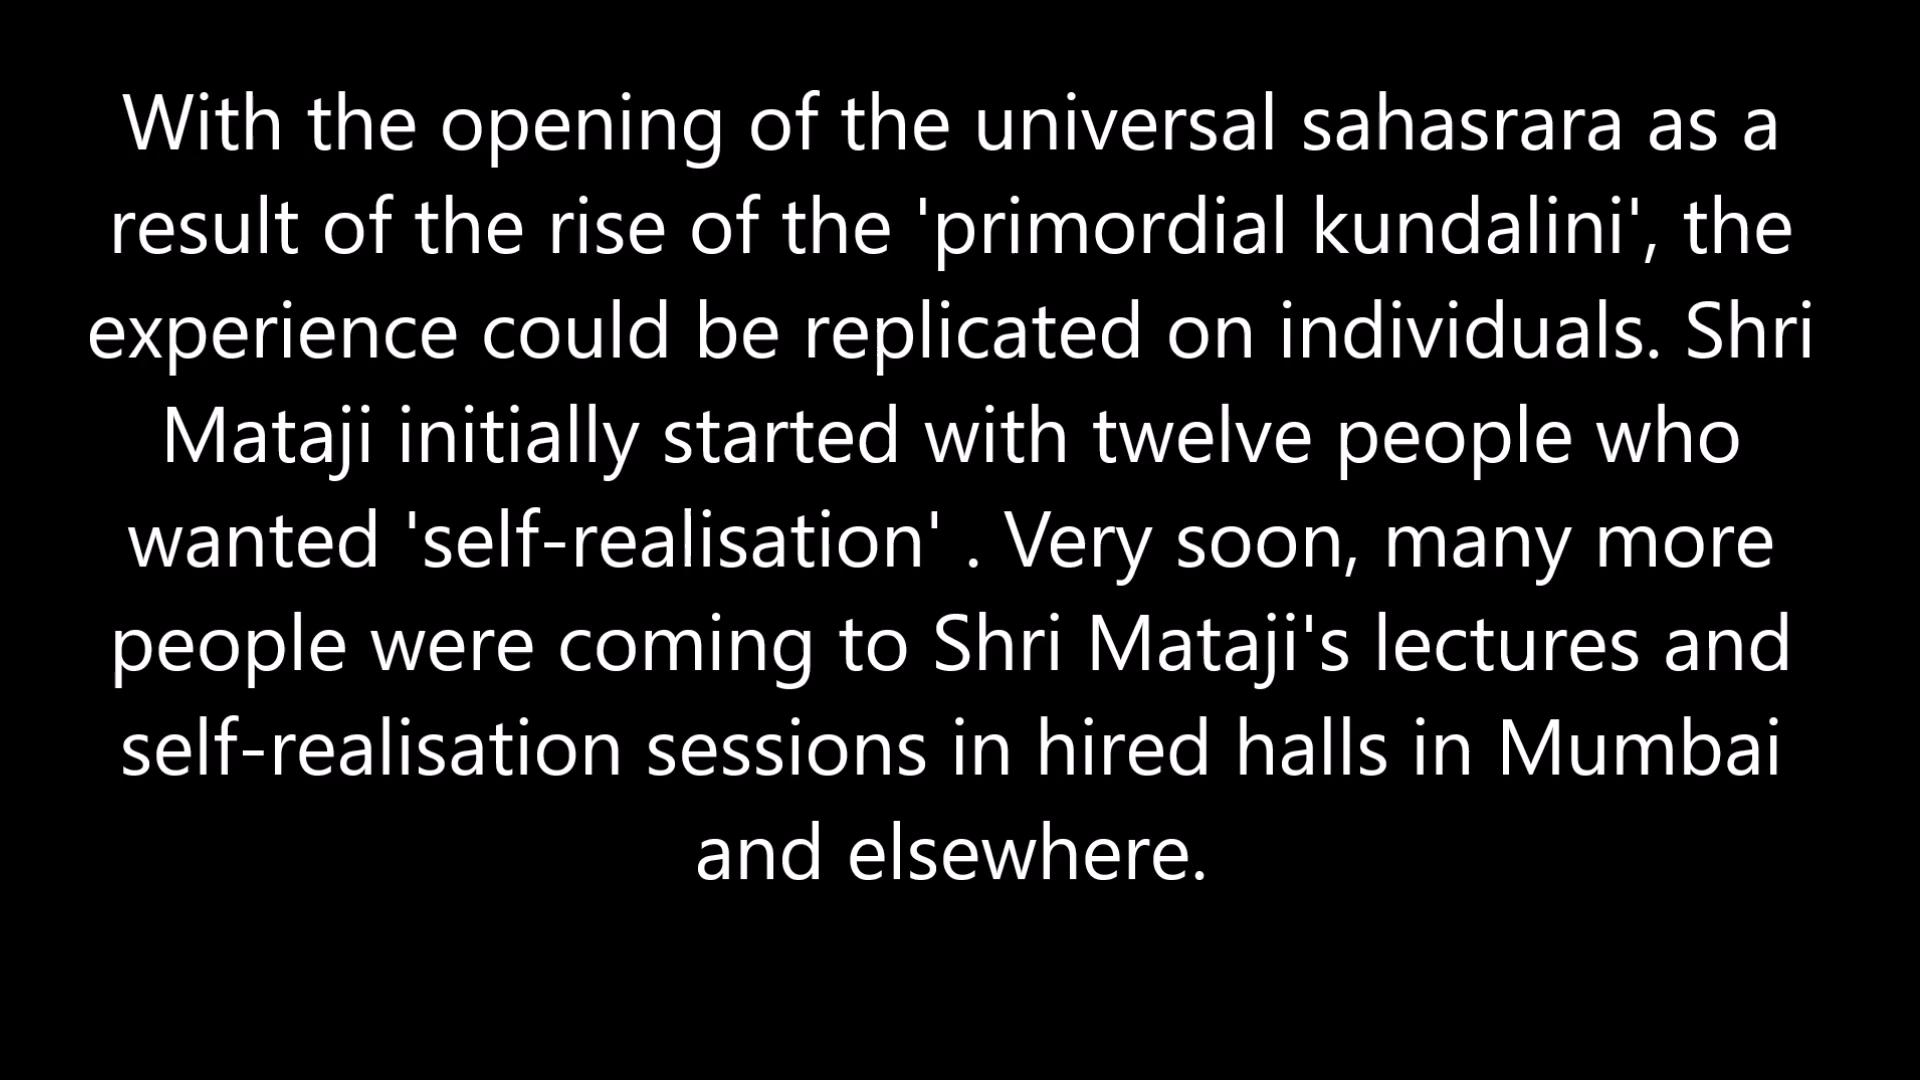 With the opening of the universal sahasrara as a
result of the rise of the 'primordial kundalini', the
experience could be replicated on individuals. Shri
Mataji initially started with twelve people who
wanted 'self-realisation' . Very soon, many more
people were coming to Shri Mataji's lectures and
self-realisation sessions in hired halls in Mumbai
and elsewhere.